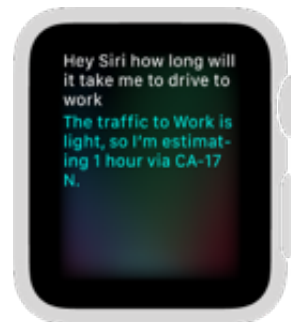 Hey Siri how long will
it take me to drive to
work
The traffic to Work is
light, so I'm estimat-
ing 1 hour via CA-17
N.